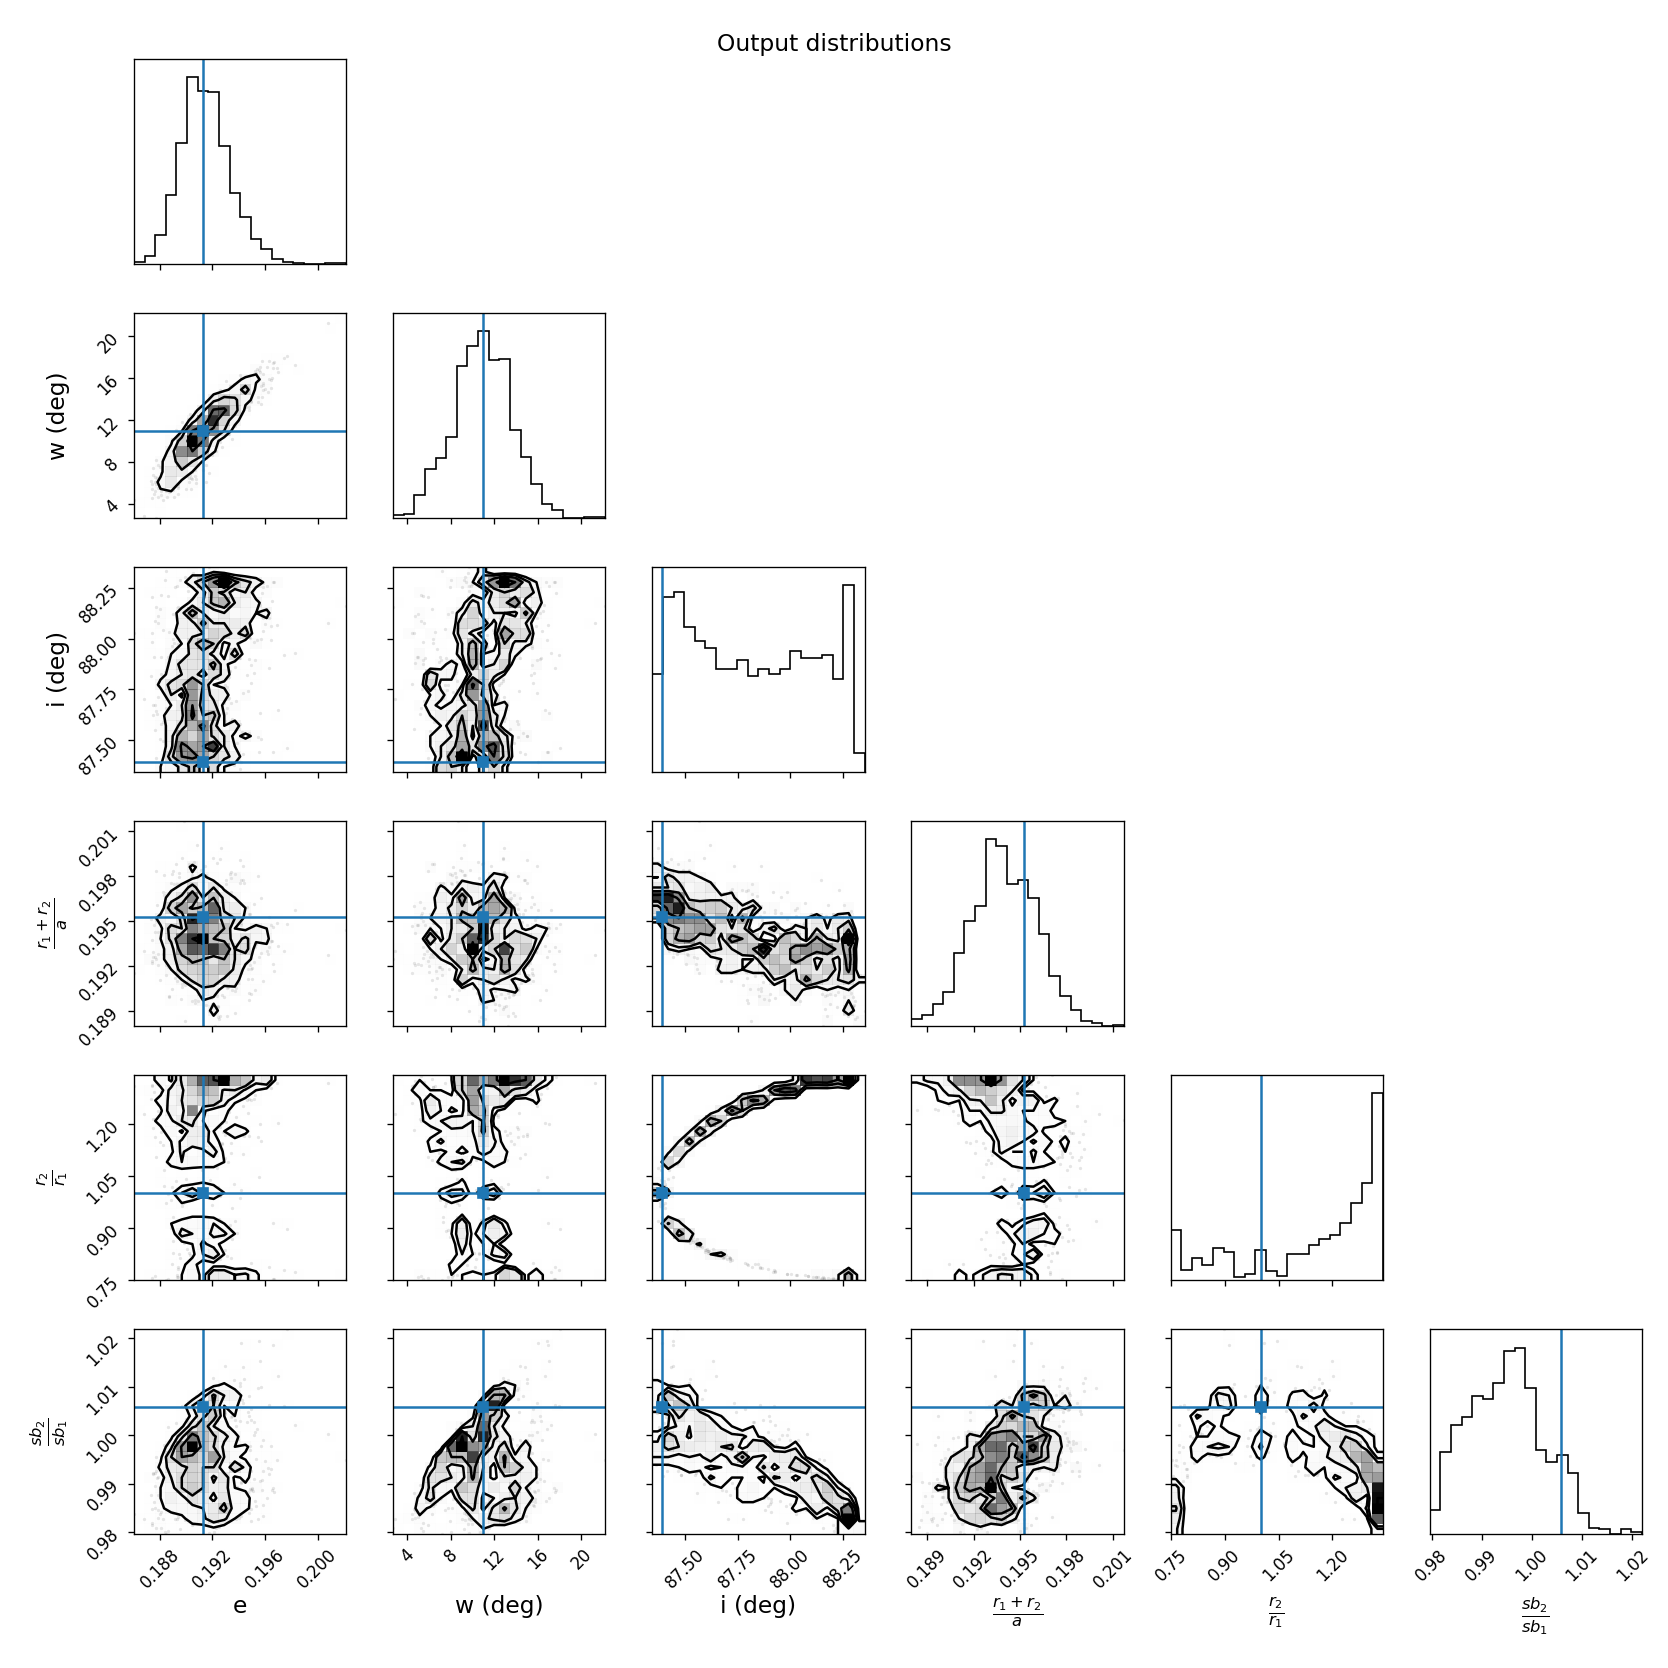 Output distributions
w (deg)
20
16
12
8
4
i (deg)
88.25
88.00
87.75
87.50
r₁ + r₂
a
0.201
0.198
0.195
0.192
0.189
r₂
r₁
1.20
1.05
0.90
0.75
sb₂
sb₁
1.02
1.01
1.00
0.99
0.98
0.188 0.192 0.196 0.200 4 8 12 16 20 87.50 87.75 88.00 88.25 0.189 0.192 0.195 0.198 0.201 0.75 0.90 1.05 1.20 0.98 0.99 1.00 1.01 1.02
e w (deg) i (deg) r₁ + r₂ r₂ sb₂
a r₁ sb₁